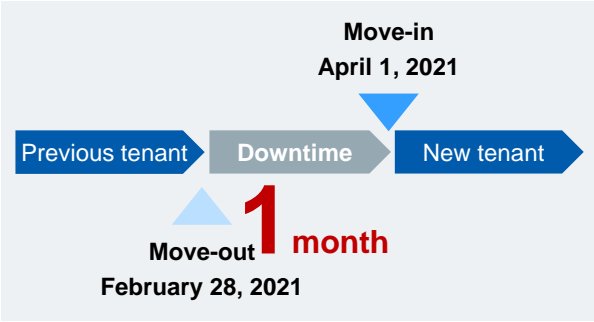 Move-in
April 1, 2021
Previous tenant
Downtime
New tenant
1 month
Move-out
February 28, 2021